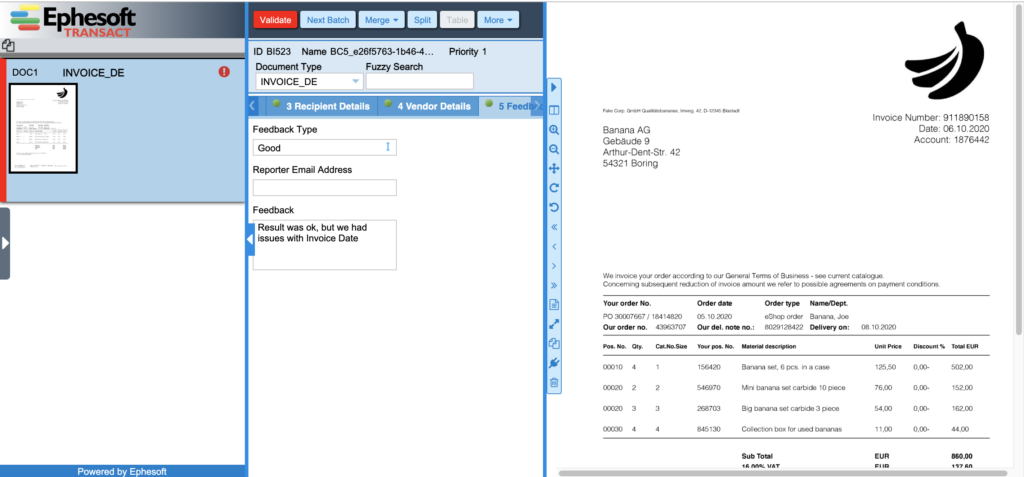 Ephesoft
TRANSACT
DOC1 INVOICE_DE
Powered by Ephesoft
Validate Next Batch Merge Split Table More
ID BI523 Name BC5_e26f5763-1b46-4... Priority 1
Document Type Fuzzy Search
INVOICE_DE
3 Recipient Details 4 Vendor Details 5 Feedb
Feedback Type
Good
Reporter Email Address
Feedback
Result was ok, but we had
issues with Invoice Date
Fake Corp. GmbH Qualitätsbananas, Irrweg. 42, D-12345 Blastadt
Invoice Number: 911890158
Date: 06.10.2020
Account: 1876442
Banana AG
Gebäude 9
Arthur-Dent-Str. 42
54321 Boring
We invoice your order according to our General Terms of Business - see current catalogue.
Concerning subsequent reduction of invoice amount we refer to possible agreements on payment conditions.
Your order No. Order date Order type Name/Dept.
PO 30007667 / 18414820 05.10.2020 eShop order Banana, Joe
Our order no. 43963707 Our del. note no.: 8029128422 Delivery on: 08.10.2020
Pos. No. Qty. Cat.No.Size Your pos. No. Material description Unit Price Discount % Total EUR
00010 4 1 156420 Banana set, 6 pcs. in a case 125,50 0,00- 502,00
00020 2 2 546970 Mini banana set carbide 10 piece 76,00 0,00- 152,00
00020 3 3 268703 Big banana set carbide 3 piece 54,00 0,00- 162,00
00030 4 4 845130 Collection box for used bananas 11,00 0,00- 44,00
Sub Total EUR 860,00
16,00% VAT EUR 137,60